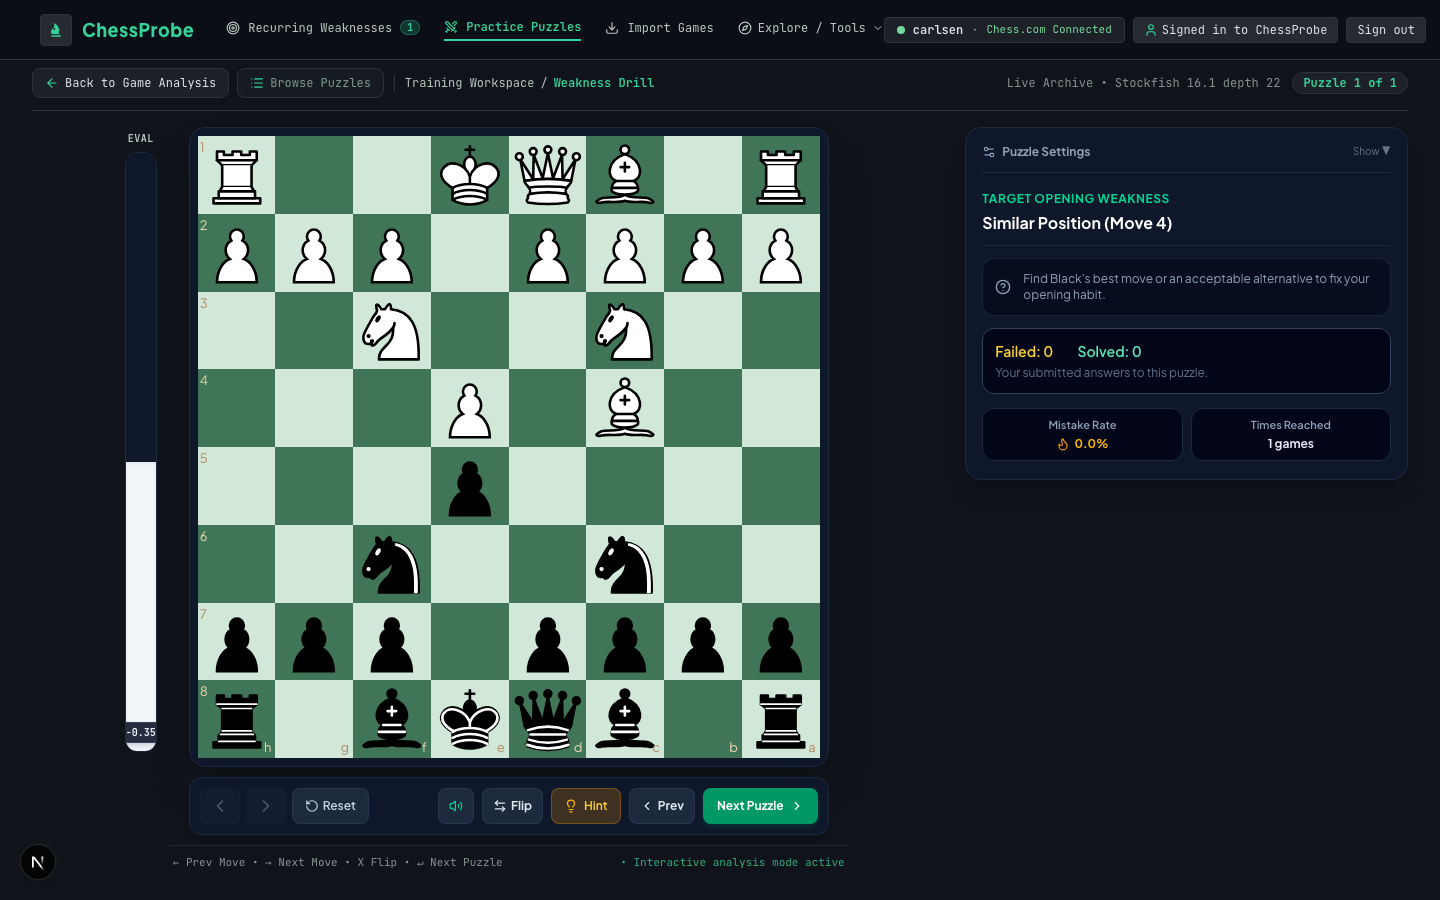 ChessProbe
Recurring Weaknesses 1
Practice Puzzles
Import Games
Explore / Tools
carlsen · Chess.com Connected
Signed in to ChessProbe
Sign out
Back to Game Analysis
Browse Puzzles
Training Workspace / Weakness Drill
Live Archive • Stockfish 16.1 depth 22
Puzzle 1 of 1
EVAL
-0.35
1
2
3
4
5
6
7
8
h g f e d c b a
Reset
Flip
Hint
Prev
Next Puzzle
← Prev Move • → Next Move • X Flip • ↵ Next Puzzle
• Interactive analysis mode active
Puzzle Settings
Show ▼
TARGET OPENING WEAKNESS
Similar Position (Move 4)
Find Black's best move or an acceptable alternative to fix your
opening habit.
Failed: 0 Solved: 0
Your submitted answers to this puzzle.
Mistake Rate
0.0%
Times Reached
1 games
N